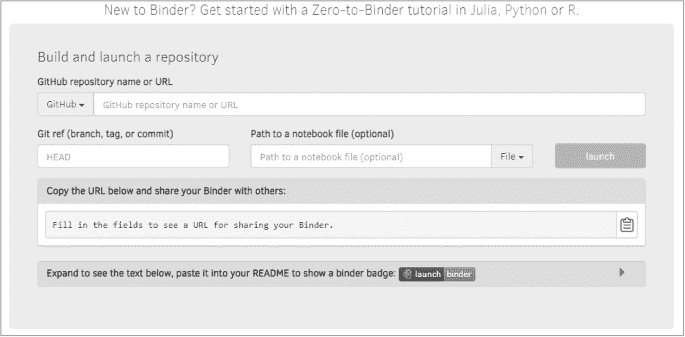 New to Binder? Get started with a Zero-to-Binder tutorial in Julia, Python or R.
Build and launch a repository
GitHub repository name or URL
GitHub GitHub repository name or URL
Git ref (branch, tag, or commit) Path to a notebook file (optional)
HEAD Path to a notebook file (optional) File launch
Copy the URL below and share your Binder with others:
Fill in the fields to see a URL for sharing your Binder.
Expand to see the text below, paste it into your README to show a binder badge: launch binder